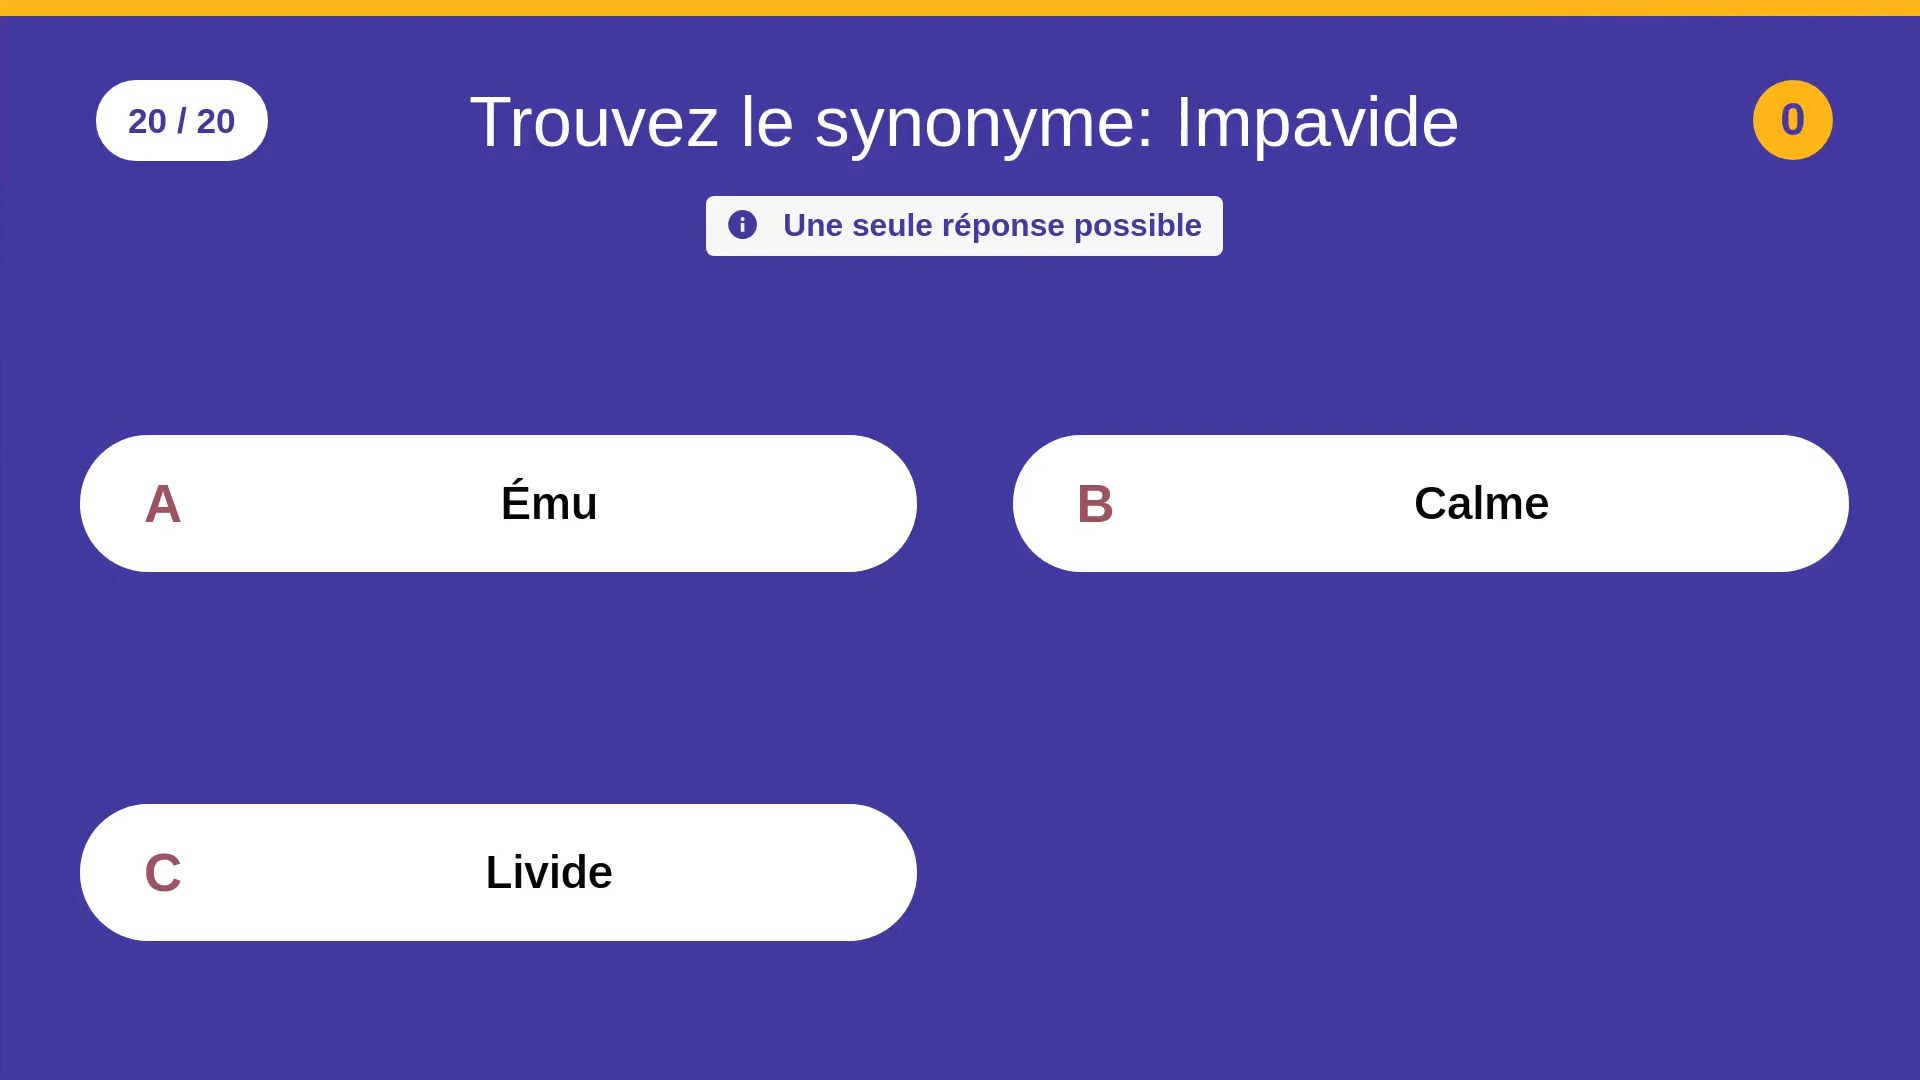 20 / 20
Trouvez le synonyme: Impavide
0
Une seule réponse possible
A
Ému
B
Calme
C
Livide